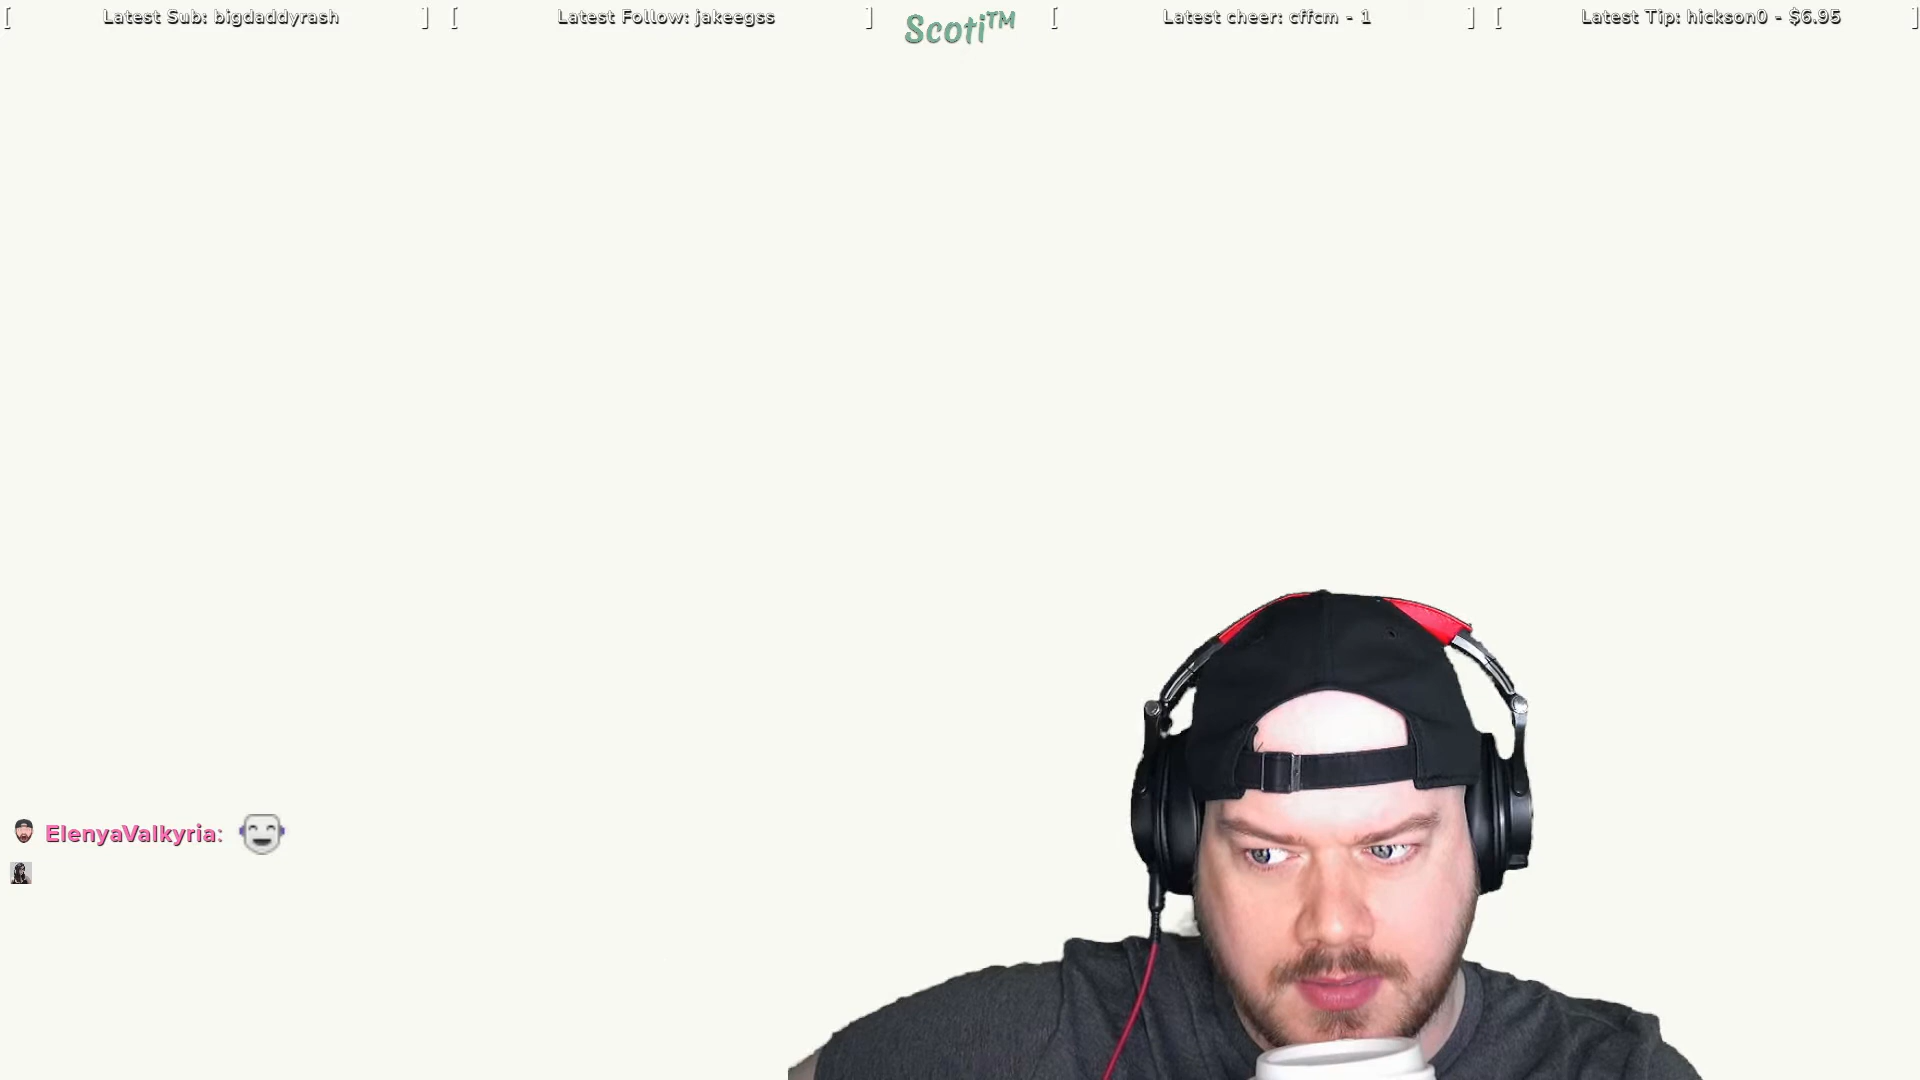 [ Latest Sub: bigdaddyrash ] [ Latest Follow: jakeegss ] Scoti™ [ Latest cheer: cffcm - 1 ] [ Latest Tip: hickson0 - $6.95 ]
ElenyaValkyria: